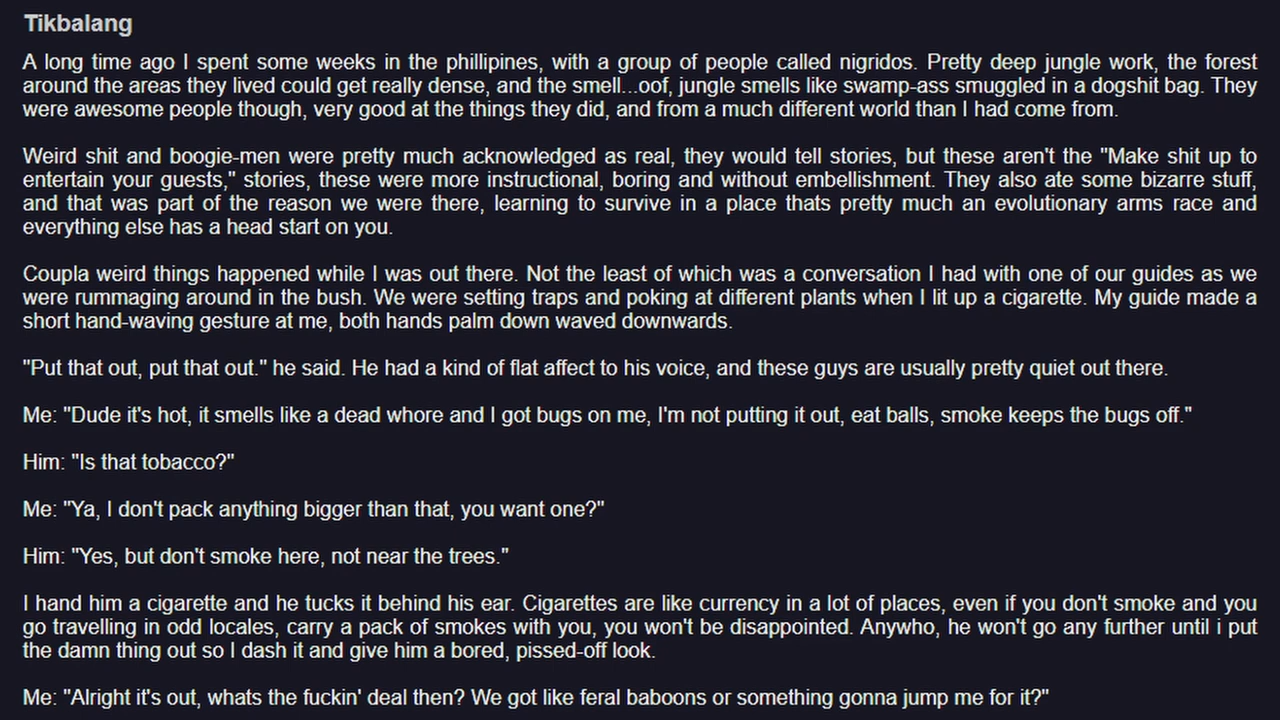 Tikbalang
A long time ago I spent some weeks in the phillipines, with a group of people called nigridos. Pretty deep jungle work, the forest
around the areas they lived could get really dense, and the smell...oof, jungle smells like swamp-ass smuggled in a dogshit bag. They
were awesome people though, very good at the things they did, and from a much different world than I had come from.
Weird shit and boogie-men were pretty much acknowledged as real, they would tell stories, but these aren't the "Make shit up to
entertain your guests," stories, these were more instructional, boring and without embellishment. They also ate some bizarre stuff,
and that was part of the reason we were there, learning to survive in a place thats pretty much an evolutionary arms race and
everything else has a head start on you.
Coupla weird things happened while I was out there. Not the least of which was a conversation I had with one of our guides as we
were rummaging around in the bush. We were setting traps and poking at different plants when I lit up a cigarette. My guide made a
short hand-waving gesture at me, both hands palm down waved downwards.
"Put that out, put that out." he said. He had a kind of flat affect to his voice, and these guys are usually pretty quiet out there.
Me: "Dude it's hot, it smells like a dead whore and I got bugs on me, I'm not putting it out, eat balls, smoke keeps the bugs off."
Him: "Is that tobacco?"
Me: "Ya, I don't pack anything bigger than that, you want one?"
Him: "Yes, but don't smoke here, not near the trees."
I hand him a cigarette and he tucks it behind his ear. Cigarettes are like currency in a lot of places, even if you don't smoke and you
go travelling in odd locales, carry a pack of smokes with you, you won't be disappointed. Anywho, he won't go any further until i put
the damn thing out so I dash it and give him a bored, pissed-off look.
Me: "Alright it's out, whats the fuckin' deal then? We got like feral baboons or something gonna jump me for it?"